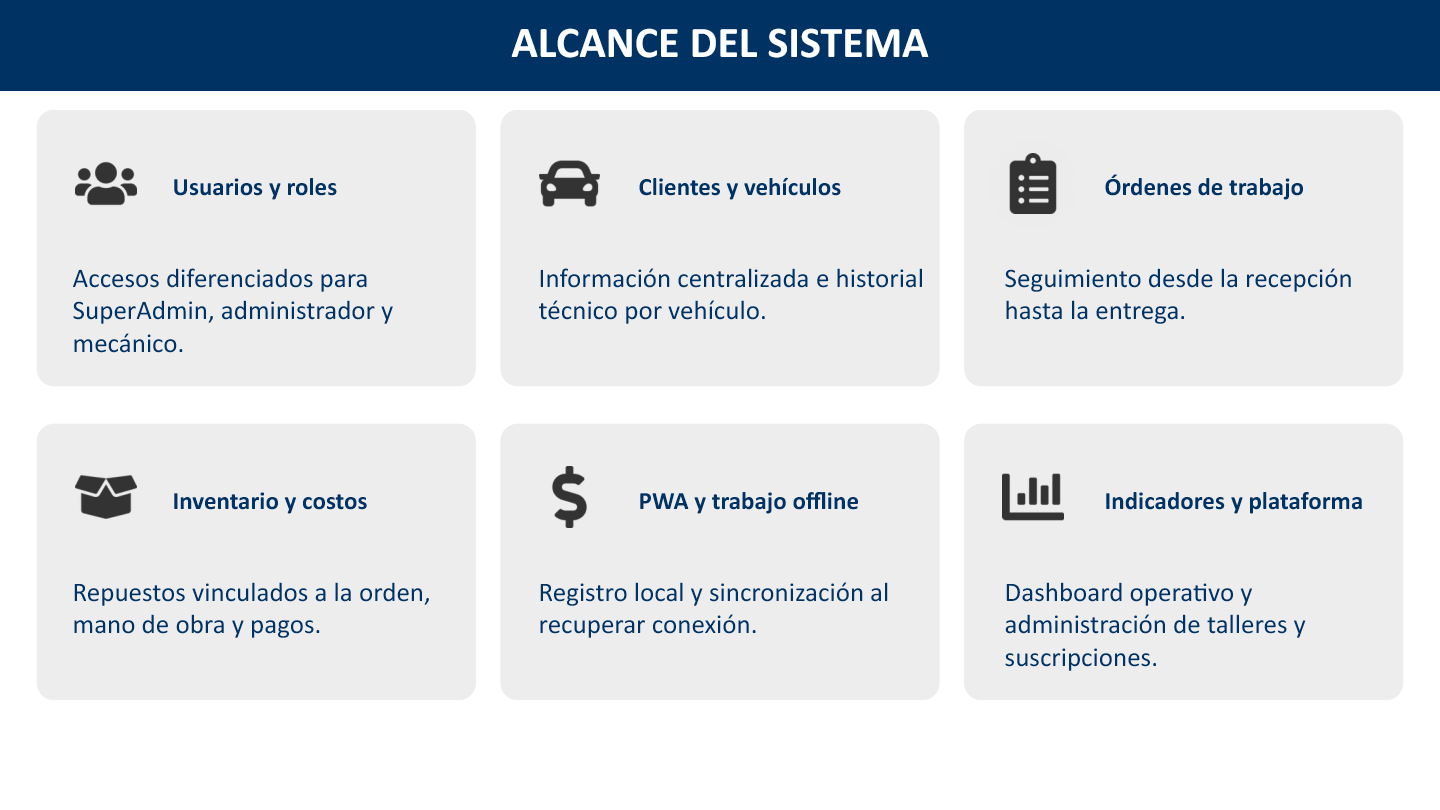 ALCANCE DEL SISTEMA
Usuarios y roles
Accesos diferenciados para
SuperAdmin, administrador y
mecánico.
Clientes y vehículos
Información centralizada e historial
técnico por vehículo.
Órdenes de trabajo
Seguimiento desde la recepción
hasta la entrega.
Inventario y costos
Repuestos vinculados a la orden,
mano de obra y pagos.
PWA y trabajo offline
Registro local y sincronización al
recuperar conexión.
Indicadores y plataforma
Dashboard operativo y
administración de talleres y
suscripciones.